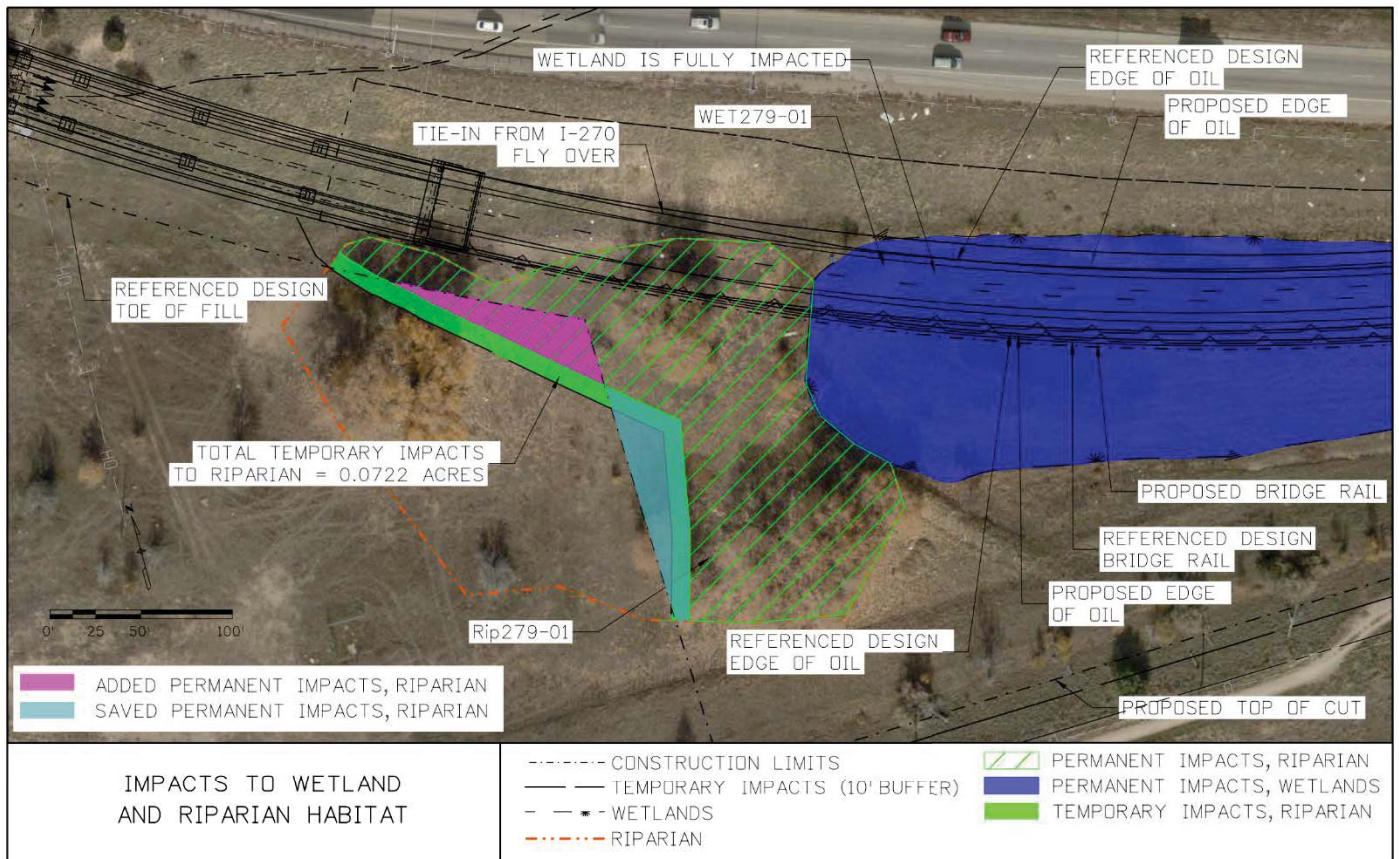 WETLAND IS FULLY IMPACTED
REFERENCED DESIGN
EDGE OF OIL
WET279-01
PROPOSED EDGE
OF OIL
TIE-IN FROM I-270
FLY OVER
REFERENCED DESIGN
TOE OF FILL
TOTAL TEMPORARY IMPACTS
TO RIPARIAN = 0.0722 ACRES
PROPOSED BRIDGE RAIL
REFERENCED DESIGN
BRIDGE RAIL
PROPOSED EDGE
OF OIL
Rip279-01
REFERENCED DESIGN
EDGE OF OIL
PROPOSED TOP OF CUT
0' 25 50' 100'
ADDED PERMANENT IMPACTS, RIPARIAN
SAVED PERMANENT IMPACTS, RIPARIAN
IMPACTS TO WETLAND
AND RIPARIAN HABITAT
CONSTRUCTION LIMITS
TEMPORARY IMPACTS (10' BUFFER)
WETLANDS
RIPARIAN
PERMANENT IMPACTS, RIPARIAN
PERMANENT IMPACTS, WETLANDS
TEMPORARY IMPACTS, RIPARIAN